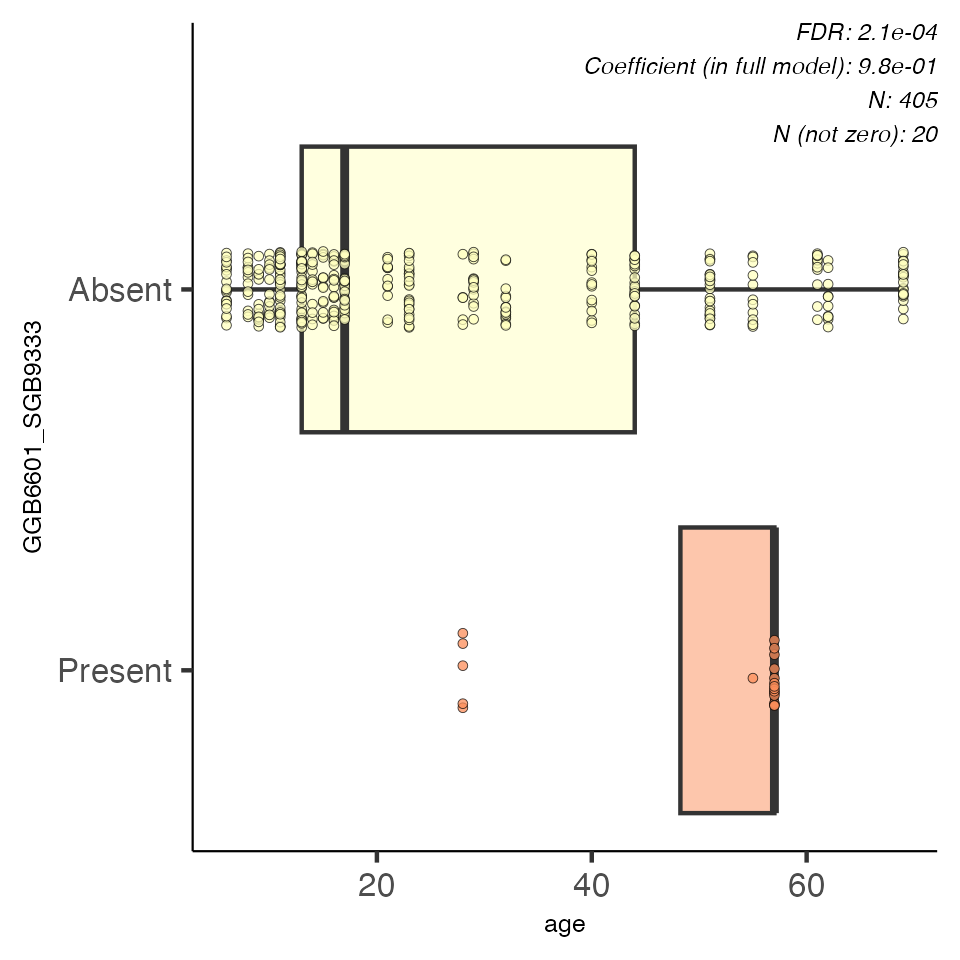 FDR: 2.1e-04
Coefficient (in full model): 9.8e-01
N: 405
N (not zero): 20
GGB6601_SGB9333
Absent
Present
20 40 60
age